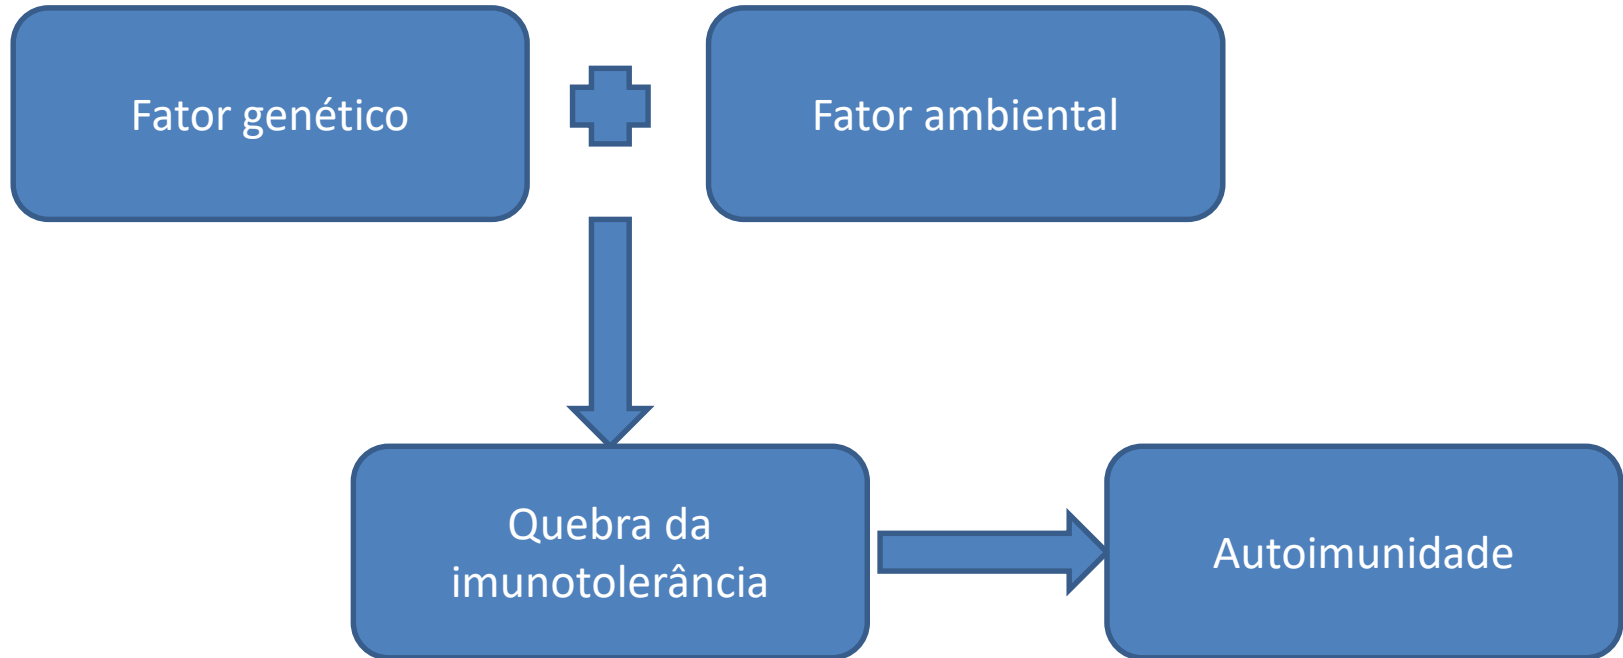 Fator genético
Fator ambiental
Quebra da
imunotolerância
Autoimunidade